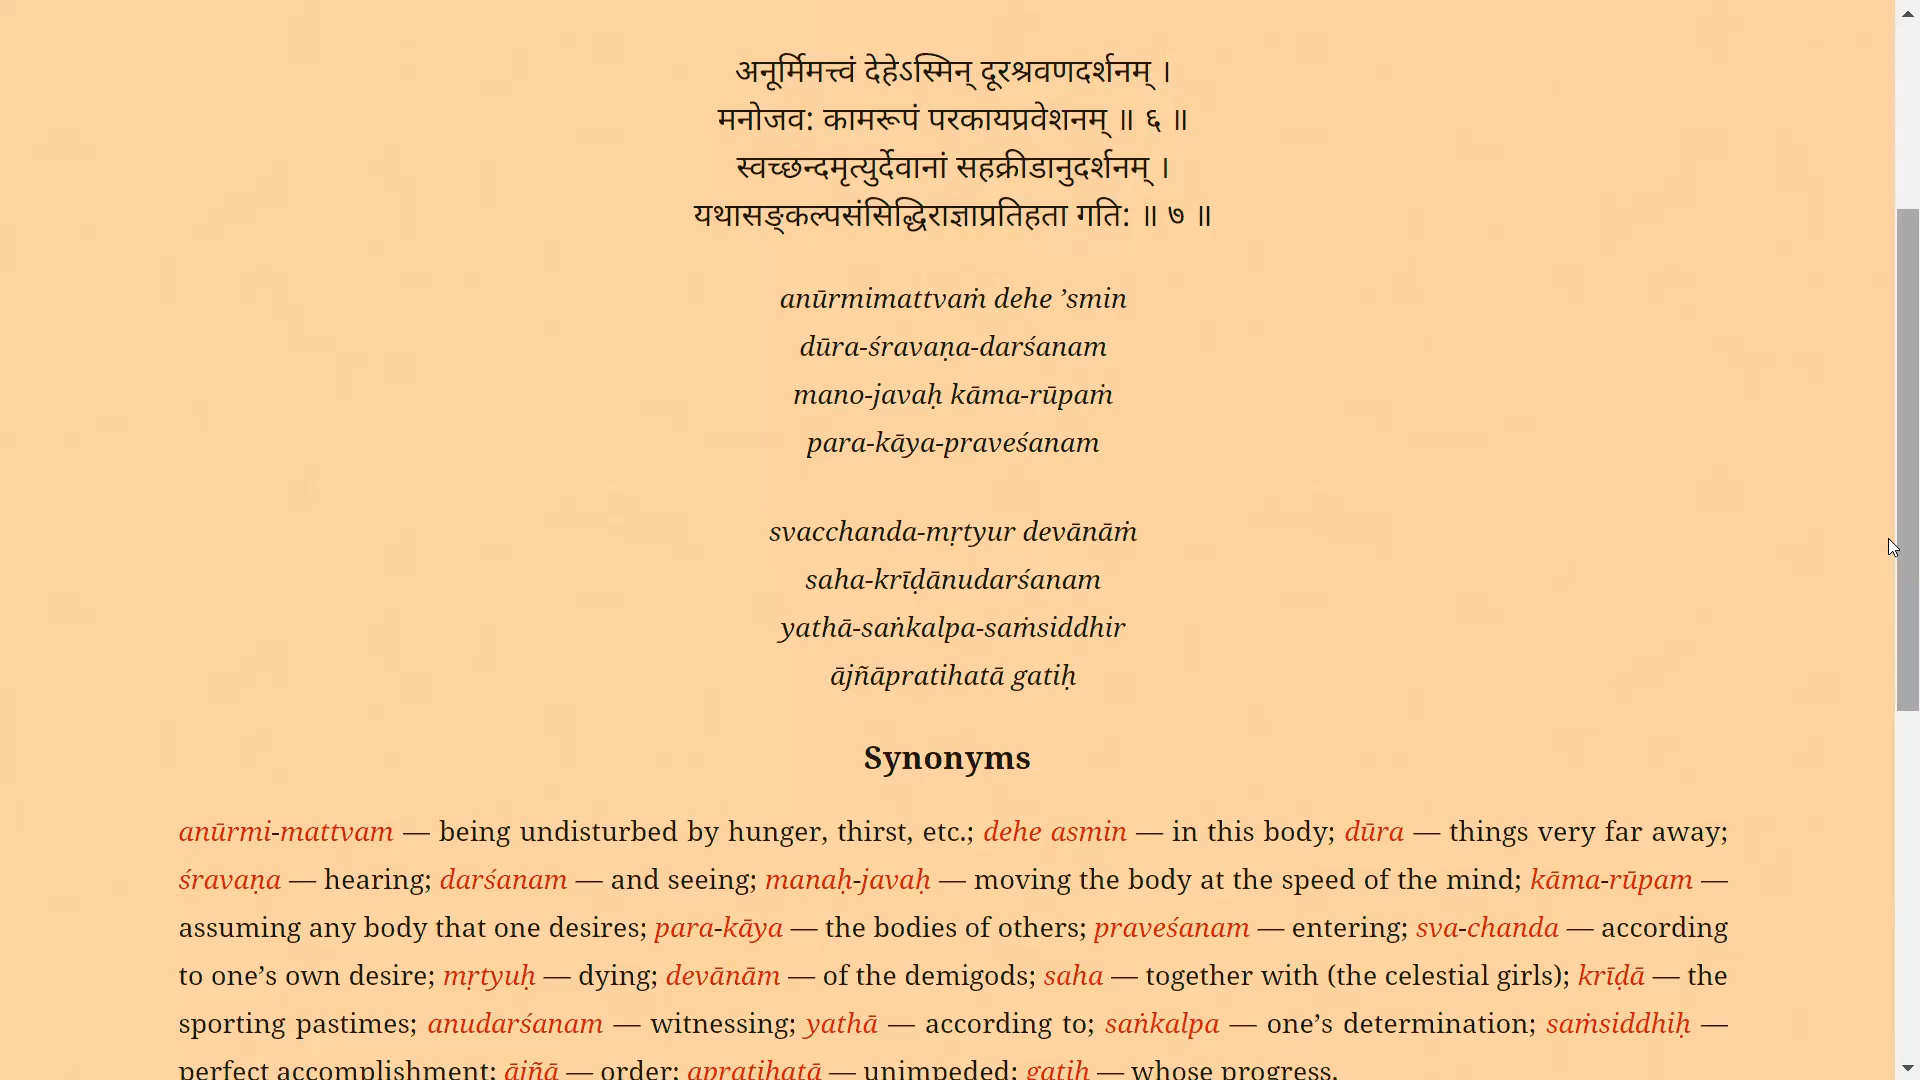 अनूर्मिमत्त्वं देहेऽस्मिन् दूरश्रवणदर्शनम् ।
मनोजव: कामरूपं परकायप्रवेशनम् ॥ ६ ॥
स्वच्छन्दमृत्युर्देवानां सहक्रीडानुदर्शनम् ।
यथासङ्कल्पसंसिद्धिराज्ञाप्रतिहता गति: ॥ ७ ॥
anūrmimattvaṁ dehe ’smin
dūra-śravaṇa-darśanam
mano-javaḥ kāma-rūpaṁ
para-kāya-praveśanam
svacchanda-mṛtyur devānāṁ
saha-krīḍānudarśanam
yathā-saṅkalpa-saṁsiddhir
ājñāpratihatā gatiḥ
Synonyms
anūrmi-mattvam — being undisturbed by hunger, thirst, etc.; dehe asmin — in this body; dūra — things very far away;
śravaṇa — hearing; darśanam — and seeing; manaḥ-javaḥ — moving the body at the speed of the mind; kāma-rūpam —
assuming any body that one desires; para-kāya — the bodies of others; praveśanam — entering; sva-chanda — according
to one’s own desire; mṛtyuḥ — dying; devānām — of the demigods; saha — together with (the celestial girls); krīḍā — the
sporting pastimes; anudarśanam — witnessing; yathā — according to; saṅkalpa — one’s determination; saṁsiddhiḥ —
perfect accomplishment; ājñā — order; apratihatā — unimpeded; gatiḥ — whose progress.